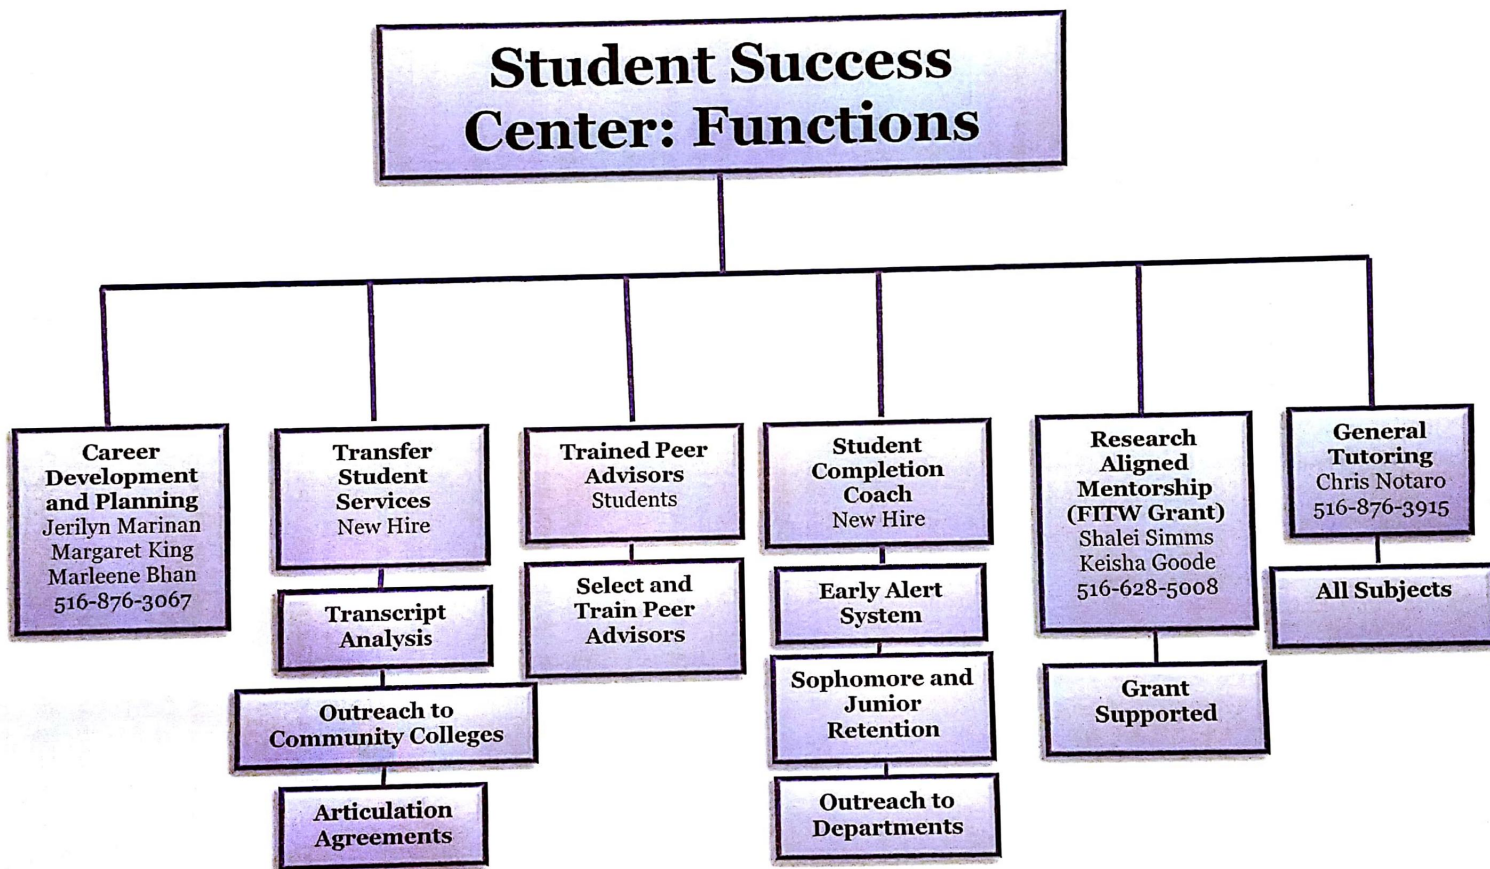 Student Success
Center: Functions
Career
Development
and Planning
Jerilyn Marinan
Margaret King
Marleene Bhan
516-876-3067
Transfer
Student
Services
New Hire
Transcript
Analysis
Outreach to
Community Colleges
Articulation
Agreements
Trained Peer
Advisors
Students
Select and
Train Peer
Advisors
Student
Completion
Coach
New Hire
Early Alert
System
Sophomore and
Junior
Retention
Outreach to
Departments
Research
Aligned
Mentorship
(FITW Grant)
Shalei Simms
Keisha Goode
516-628-5008
Grant
Supported
General
Tutoring
Chris Notaro
516-876-3915
All Subjects